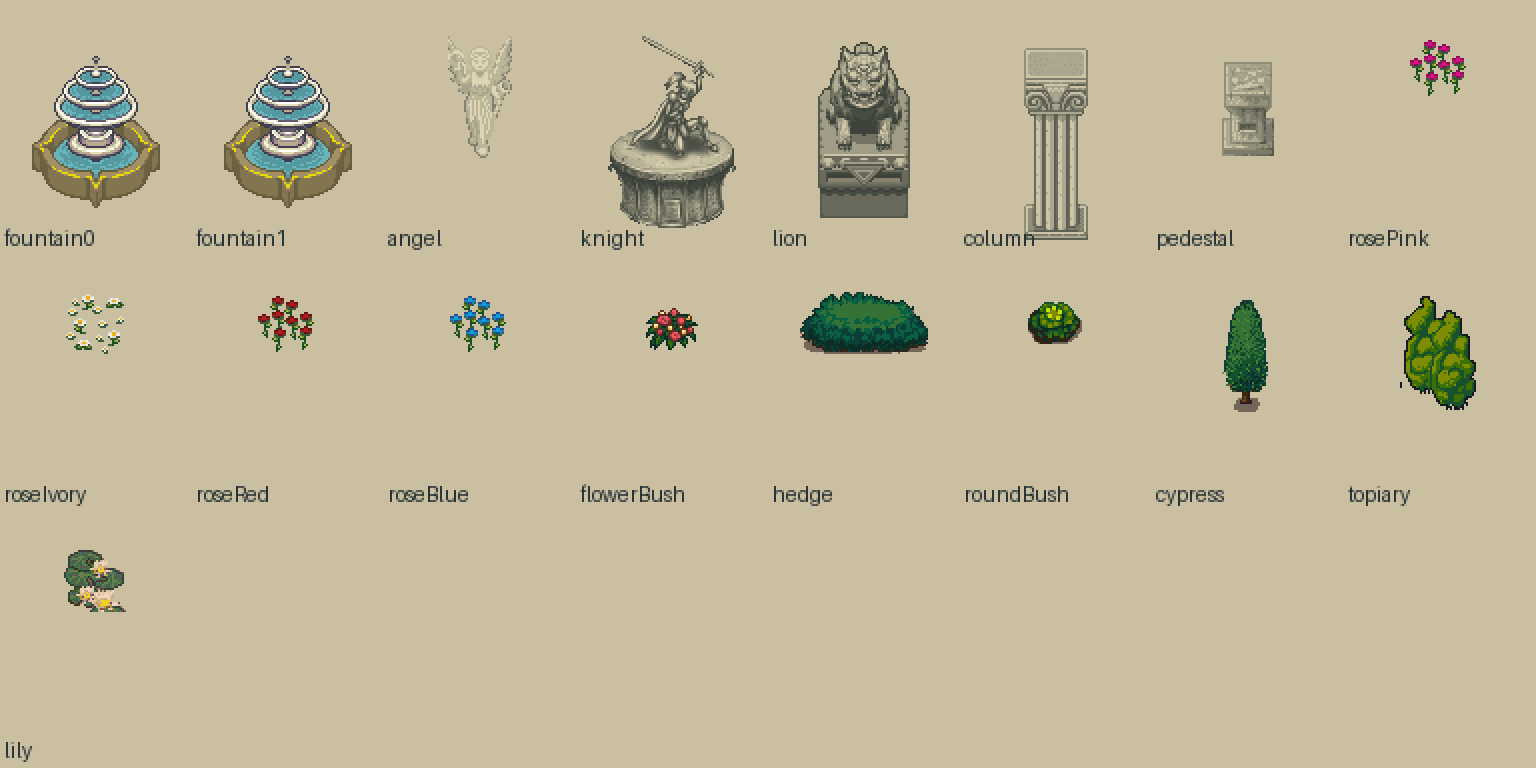 fountain0 fountain1 angel knight lion column pedestal rosePink
roseIvory roseRed roseBlue flowerBush hedge roundBush cypress topiary
lily